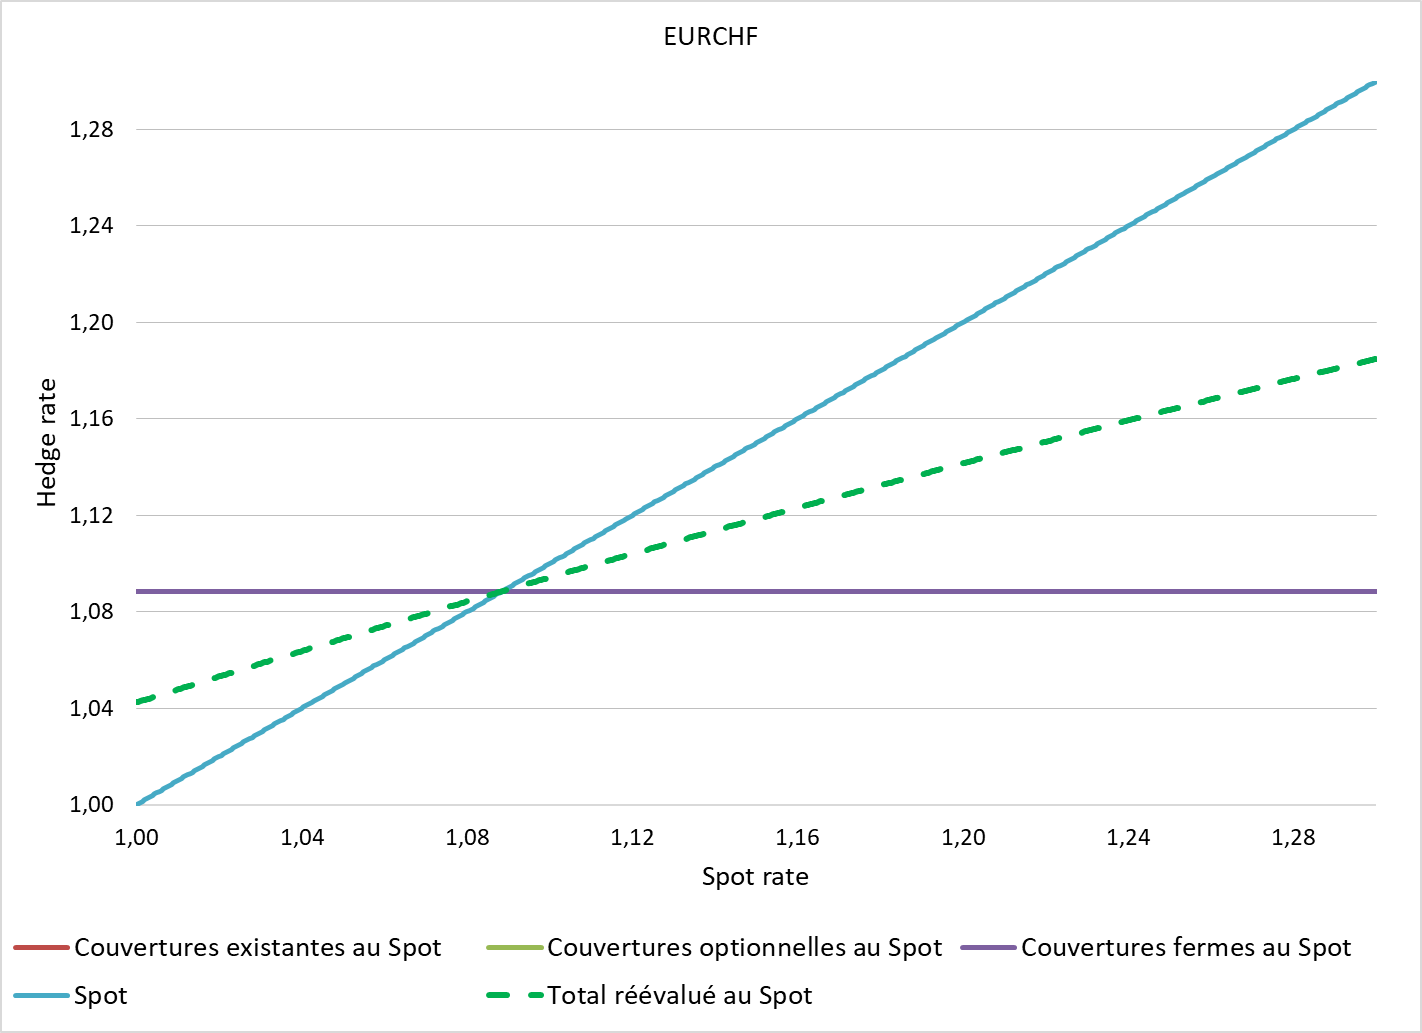 EURCHF
1,28
1,24
1,20
1,16
1,12
1,08
1,04
1,00
Hedge rate
1,00 1,04 1,08 1,12 1,16 1,20 1,24 1,28
Spot rate
Couvertures existantes au Spot Couvertures optionnelles au Spot Couvertures fermes au Spot
Spot Total réévalué au Spot